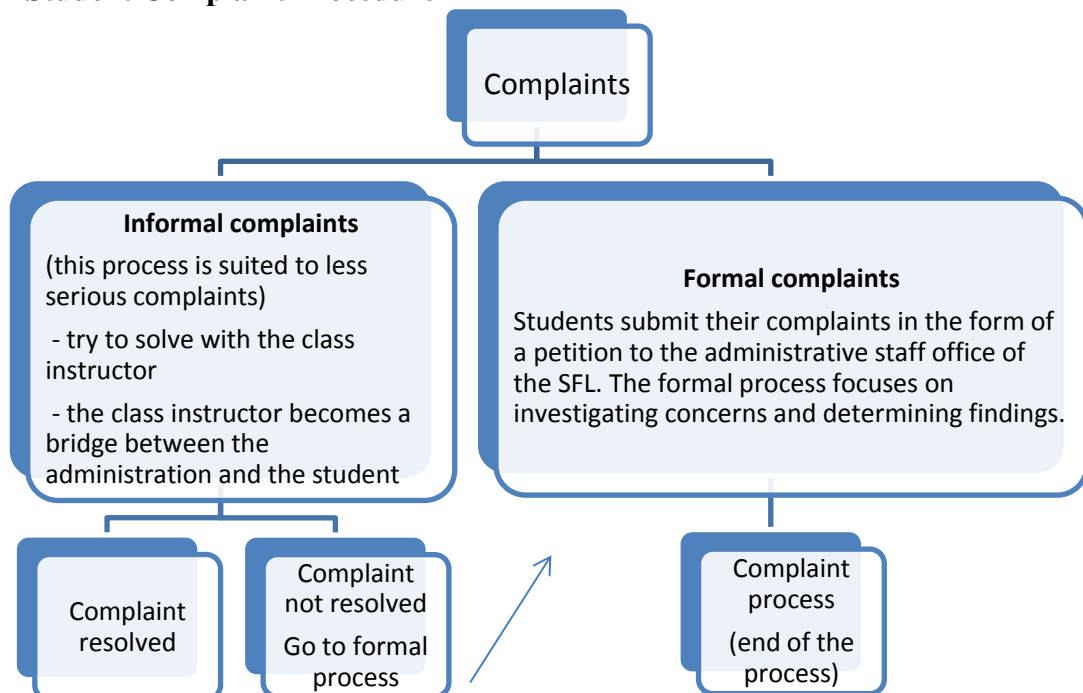 Student Complaint Procedure
Complaints
Informal complaints
(this process is suited to less
serious complaints)
- try to solve with the class
instructor
- the class instructor becomes a
bridge between the
administration and the student
Formal complaints
Students submit their complaints in the form of
a petition to the administrative staff office of
the SFL. The formal process focuses on
investigating concerns and determining findings.
Complaint
resolved
Complaint
not resolved
Go to formal
process
Complaint
process
(end of the
process)